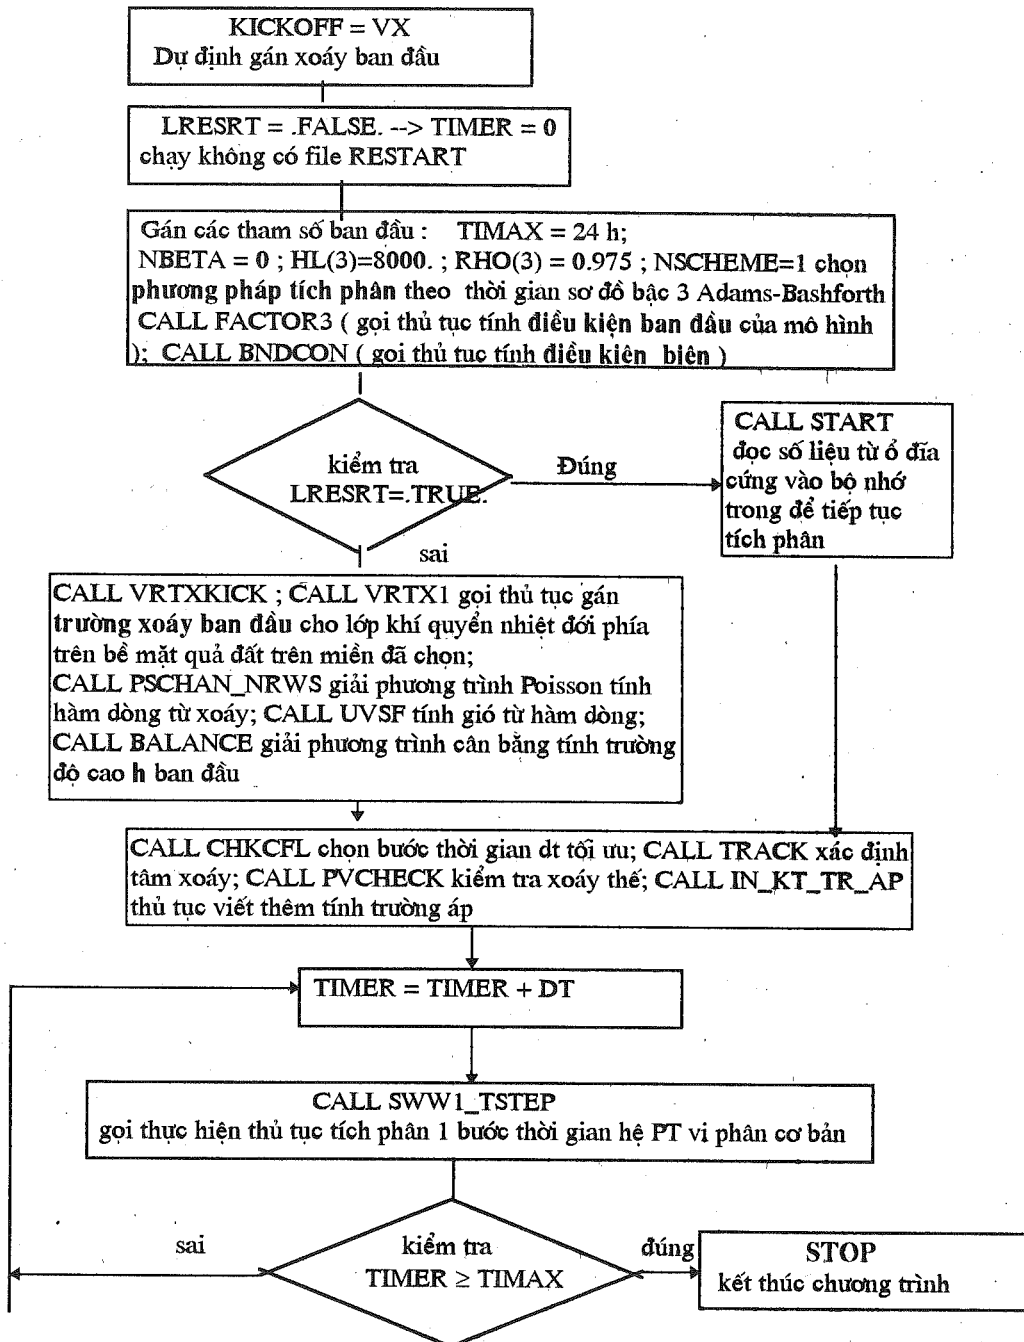 KICKOFF = VX
Dự định gán xoáy ban đầu
LRESRT = .FALSE. --> TIMER = 0
chạy không có file RESTART
Gán các tham số ban đầu : TIMAX = 24 h;
NBETA = 0 ; HL(3)=8000. ; RHO(3) = 0.975 ; NSCHEME=1 chọn
phương pháp tích phân theo thời gian sơ đồ bậc 3 Adams-Bashforth
CALL FACTOR3 ( gọi thủ tục tính điều kiện ban đầu của mô hình
); CALL BNDCON ( gọi thủ tục tính điều kiện biên )
kiểm tra
LRESRT=.TRUE.
Đúng
CALL START
đọc số liệu từ ổ đĩa
cứng vào bộ nhớ
trong để tiếp tục
tích phân
sai
CALL VRTXKICK ; CALL VRTX1 gọi thủ tục gán
trường xoáy ban đầu cho lớp khí quyển nhiệt đới phía
trên bề mặt quả đất trên miền đã chọn;
CALL PSCHAN_NRWS giải phương trình Poisson tính
hàm dòng từ xoáy; CALL UVSF tính gió từ hàm dòng;
CALL BALANCE giải phương trình cân bằng tính trường
độ cao h ban đầu
CALL CHKCFL chọn bước thời gian dt tối ưu; CALL TRACK xác định
tâm xoáy; CALL PVCHECK kiểm tra xoáy thế; CALL IN_KT_TR_AP
thủ tục viết thêm tính trường áp
TIMER = TIMER + DT
CALL SWW1_TSTEP
gọi thực hiện thủ tục tích phân 1 bước thời gian hệ PT vi phân cơ bản
sai
kiểm tra
TIMER ≥ TIMAX
đúng
STOP
kết thúc chương trình